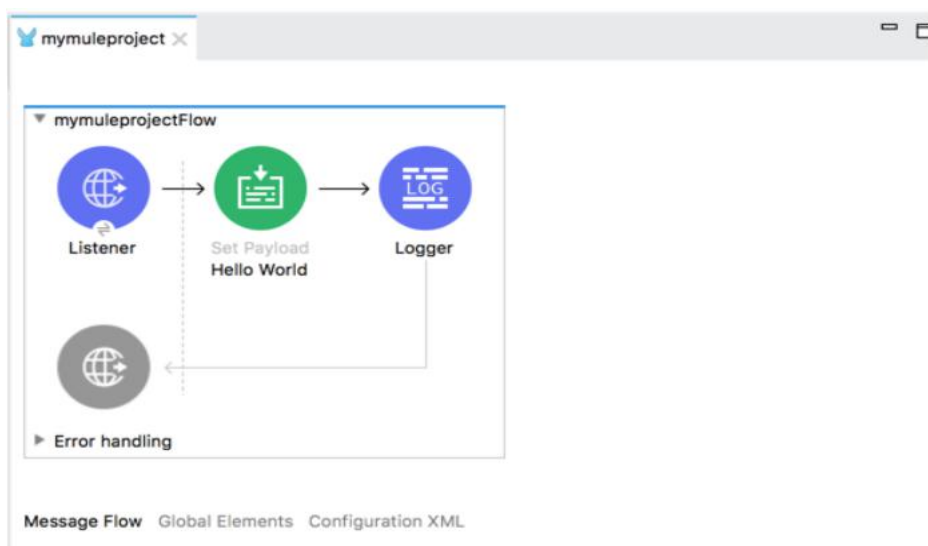 mymuleproject
mymuleprojectFlow
LOG
Listener
Set Payload
Hello World
Logger
Error handling
Message Flow Global Elements Configuration XML